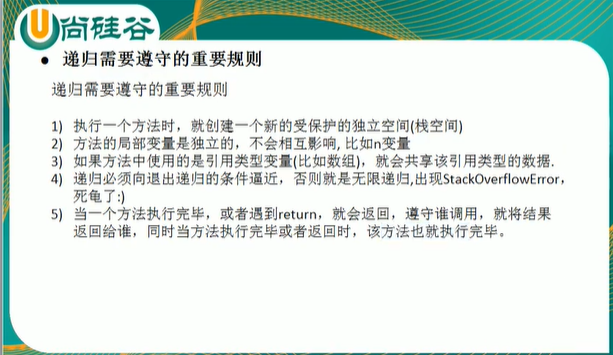 尚硅谷
● 递归需要遵守的重要规则
递归需要遵守的重要规则
1) 执行一个方法时，就创建一个新的受保护的独立空间(栈空间)
2) 方法的局部变量是独立的，不会相互影响, 比如n变量
3) 如果方法中使用的是引用类型变量(比如数组)，就会共享该引用类型的数据.
4) 递归必须向退出递归的条件逼近，否则就是无限递归,出现StackOverflowError，
死龟了:)
5) 当一个方法执行完毕，或者遇到return，就会返回，遵守谁调用，就将结果
返回给谁，同时当方法执行完毕或者返回时，该方法也就执行完毕。